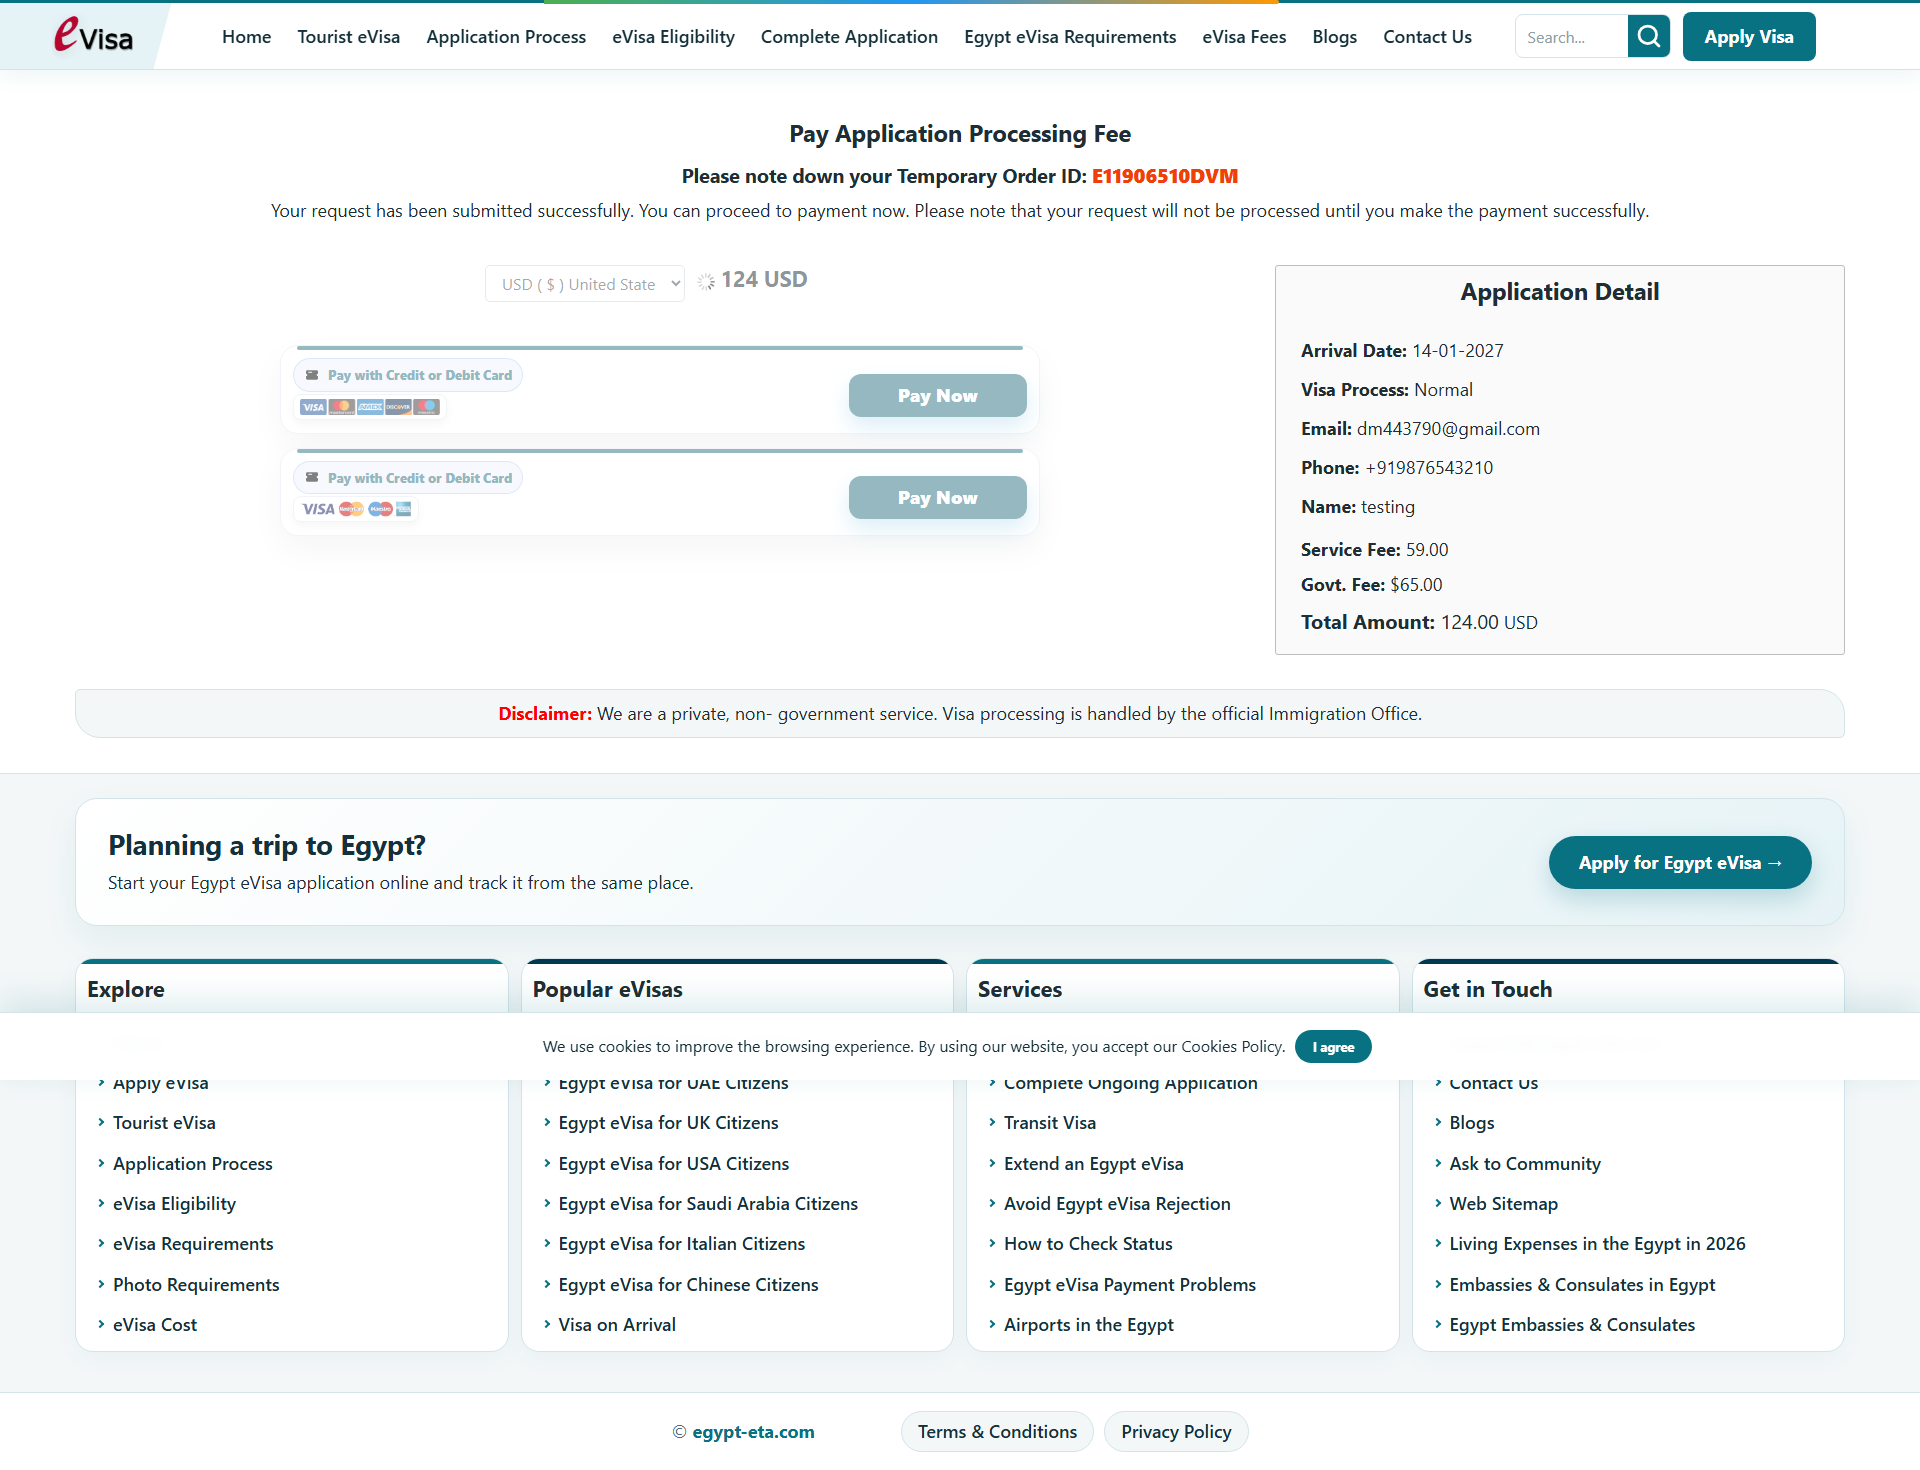 eVisa
Home
Tourist eVisa
Application Process
eVisa Eligibility
Complete Application
Egypt eVisa Requirements
eVisa Fees
Blogs
Contact Us
Search...
Apply Visa
Pay Application Processing Fee
Please note down your Temporary Order ID: E11906510DVM
Your request has been submitted successfully. You can proceed to payment now. Please note that your request will not be processed until you make the payment successfully.
USD ( $ ) United State
124 USD
Pay with Credit or Debit Card
VISA
AMEX
DISCOVER
Pay Now
Pay with Credit or Debit Card
VISA
Pay Now
Application Detail
Arrival Date: 14-01-2027
Visa Process: Normal
Email: dm443790@gmail.com
Phone: +919876543210
Name: testing
Service Fee: 59.00
Govt. Fee: $65.00
Total Amount: 124.00 USD
Disclaimer: We are a private, non- government service. Visa processing is handled by the official Immigration Office.
Planning a trip to Egypt?
Start your Egypt eVisa application online and track it from the same place.
Apply for Egypt eVisa →
Explore
Popular eVisas
Services
Get in Touch
We use cookies to improve the browsing experience. By using our website, you accept our Cookies Policy.
I agree
Apply eVisa
Tourist eVisa
Application Process
eVisa Eligibility
eVisa Requirements
Photo Requirements
eVisa Cost
Egypt eVisa for UAE Citizens
Egypt eVisa for UK Citizens
Egypt eVisa for USA Citizens
Egypt eVisa for Saudi Arabia Citizens
Egypt eVisa for Italian Citizens
Egypt eVisa for Chinese Citizens
Visa on Arrival
Complete Ongoing Application
Transit Visa
Extend an Egypt eVisa
Avoid Egypt eVisa Rejection
How to Check Status
Egypt eVisa Payment Problems
Airports in the Egypt
Contact Us
Blogs
Ask to Community
Web Sitemap
Living Expenses in the Egypt in 2026
Embassies & Consulates in Egypt
Egypt Embassies & Consulates
© egypt-eta.com
Terms & Conditions
Privacy Policy